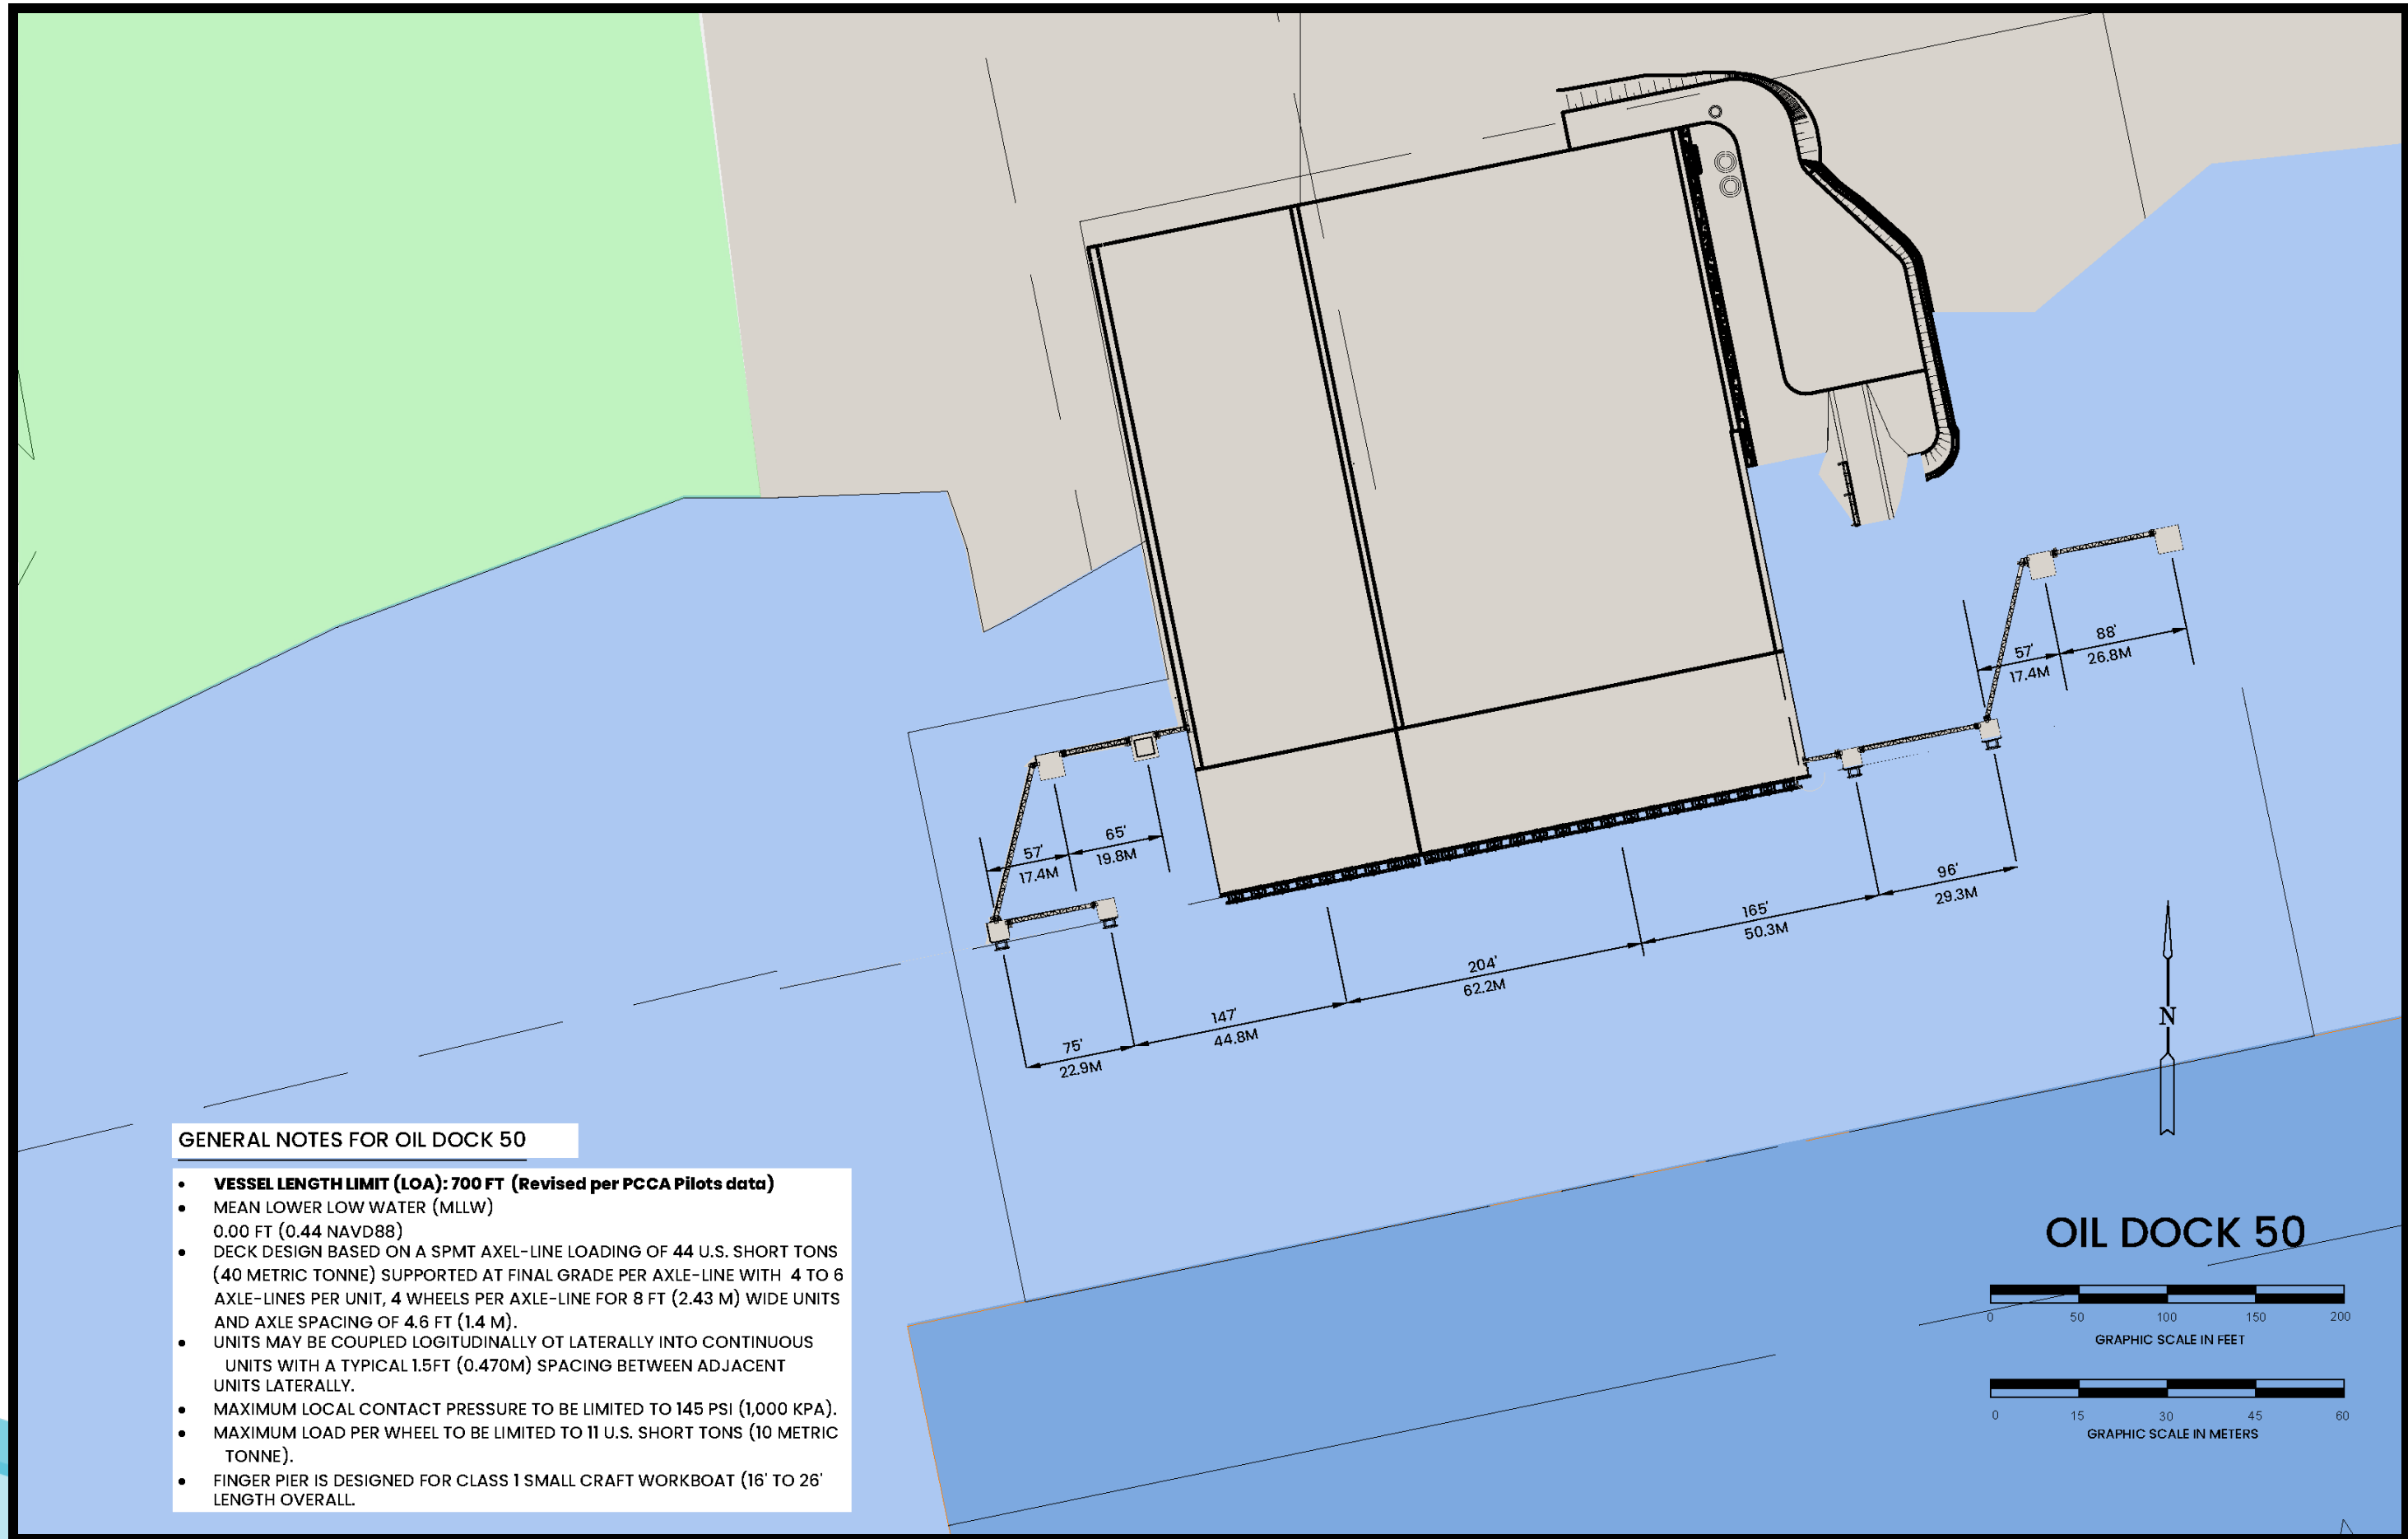 88'
57'
26.8M
17.4M
65'
57'
19.8M
17.4M
96'
165'
29.3M
50.3M
204'
62.2M
147'
75'
44.8M
22.9M
N
GENERAL NOTES FOR OIL DOCK 50
• VESSEL LENGTH LIMIT (LOA): 700 FT (Revised per PCCA Pilots data)
• MEAN LOWER LOW WATER (MLLW)
0.00 FT (0.44 NAVD88)
• DECK DESIGN BASED ON A SPMT AXEL-LINE LOADING OF 44 U.S. SHORT TONS
(40 METRIC TONNE) SUPPORTED AT FINAL GRADE PER AXLE-LINE WITH 4 TO 6
AXLE-LINES PER UNIT, 4 WHEELS PER AXLE-LINE FOR 8 FT (2.43 M) WIDE UNITS
AND AXLE SPACING OF 4.6 FT (1.4 M).
• UNITS MAY BE COUPLED LOGITUDINALLY OT LATERALLY INTO CONTINUOUS
UNITS WITH A TYPICAL 1.5FT (0.470M) SPACING BETWEEN ADJACENT
UNITS LATERALLY.
• MAXIMUM LOCAL CONTACT PRESSURE TO BE LIMITED TO 145 PSI (1,000 KPA).
• MAXIMUM LOAD PER WHEEL TO BE LIMITED TO 11 U.S. SHORT TONS (10 METRIC
TONNE).
• FINGER PIER IS DESIGNED FOR CLASS 1 SMALL CRAFT WORKBOAT (16' TO 26'
LENGTH OVERALL.
OIL DOCK 50
0 50 100 150 200
GRAPHIC SCALE IN FEET
0 15 30 45 60
GRAPHIC SCALE IN METERS